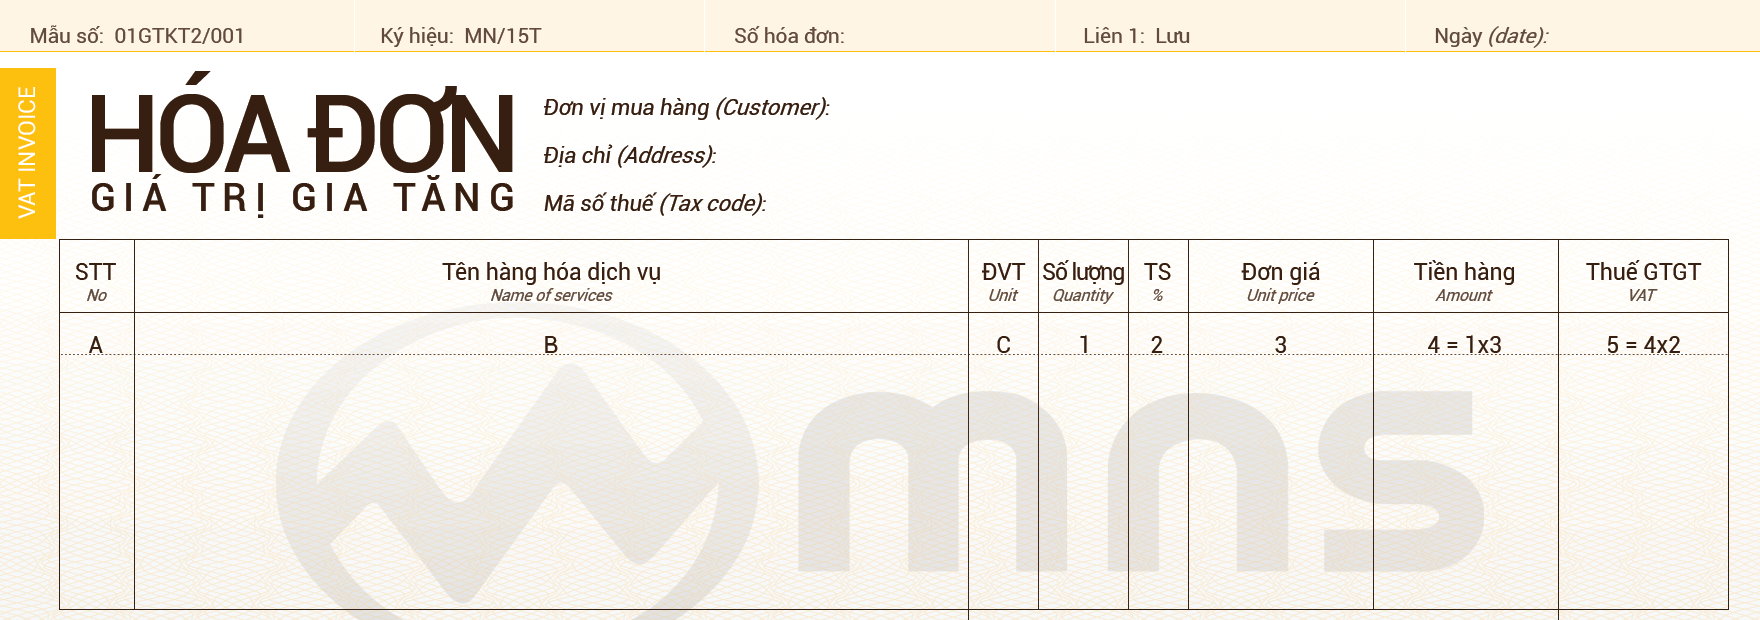 Mẫu số: 01GTKT2/001 Ký hiệu: MN/15T Số hóa đơn: Liên 1: Lưu Ngày (date):
VAT INVOICE
HÓA ĐƠN
GIÁ TRỊ GIA TĂNG
Đơn vị mua hàng (Customer):
Địa chỉ (Address):
Mã số thuế (Tax code):
STT Tên hàng hóa dịch vụ ĐVT Số lượng TS Đơn giá Tiền hàng Thuế GTGT
No Name of services Unit Quantity % Unit price Amount VAT
A B C 1 2 3 4 = 1x3 5 = 4x2
mns